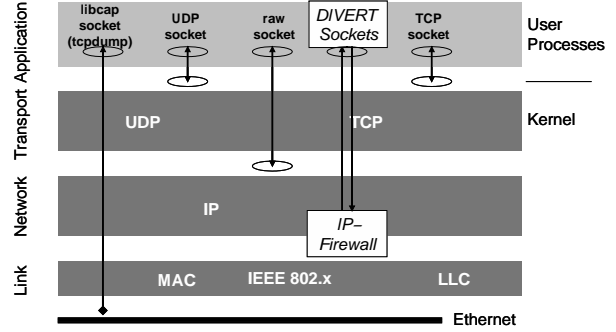 libcap
socket
(tcpdump)
UDP
socket
raw
socket
DIVERT
Sockets
TCP
socket
User
Processes
Application
Transport
UDP
TCP
Kernel
Network
IP
IP–
Firewall
Link
MAC
IEEE 802.x
LLC
Ethernet